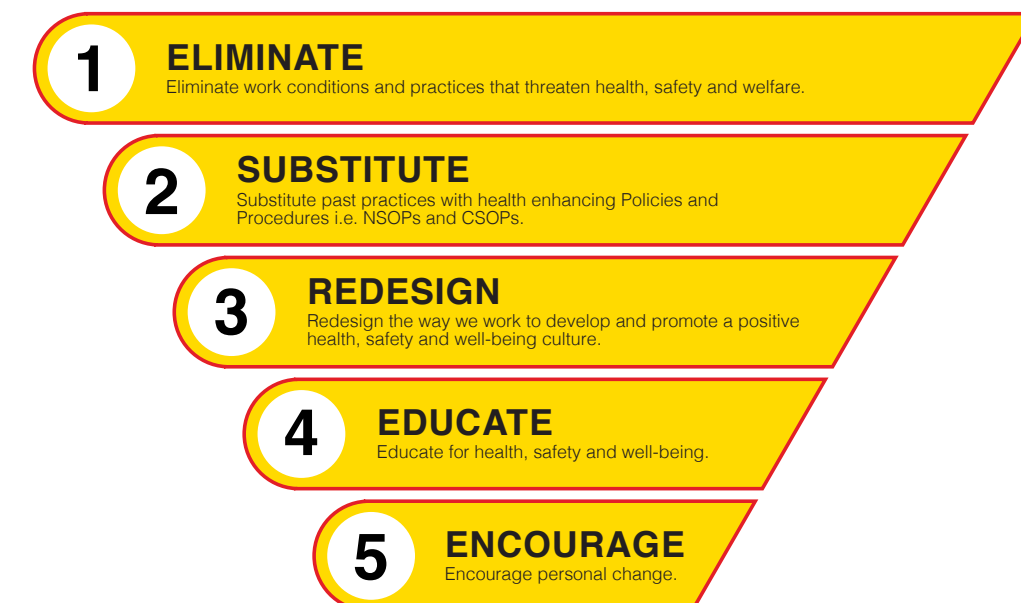 1
ELIMINATE
Eliminate work conditions and practices that threaten health, safety and welfare.
2
SUBSTITUTE
Substitute past practices with health enhancing Policies and
Procedures i.e. NSOPs and CSOPs.
3
REDESIGN
Redesign the way we work to develop and promote a positive
health, safety and well-being culture.
4
EDUCATE
Educate for health, safety and well-being.
5
ENCOURAGE
Encourage personal change.